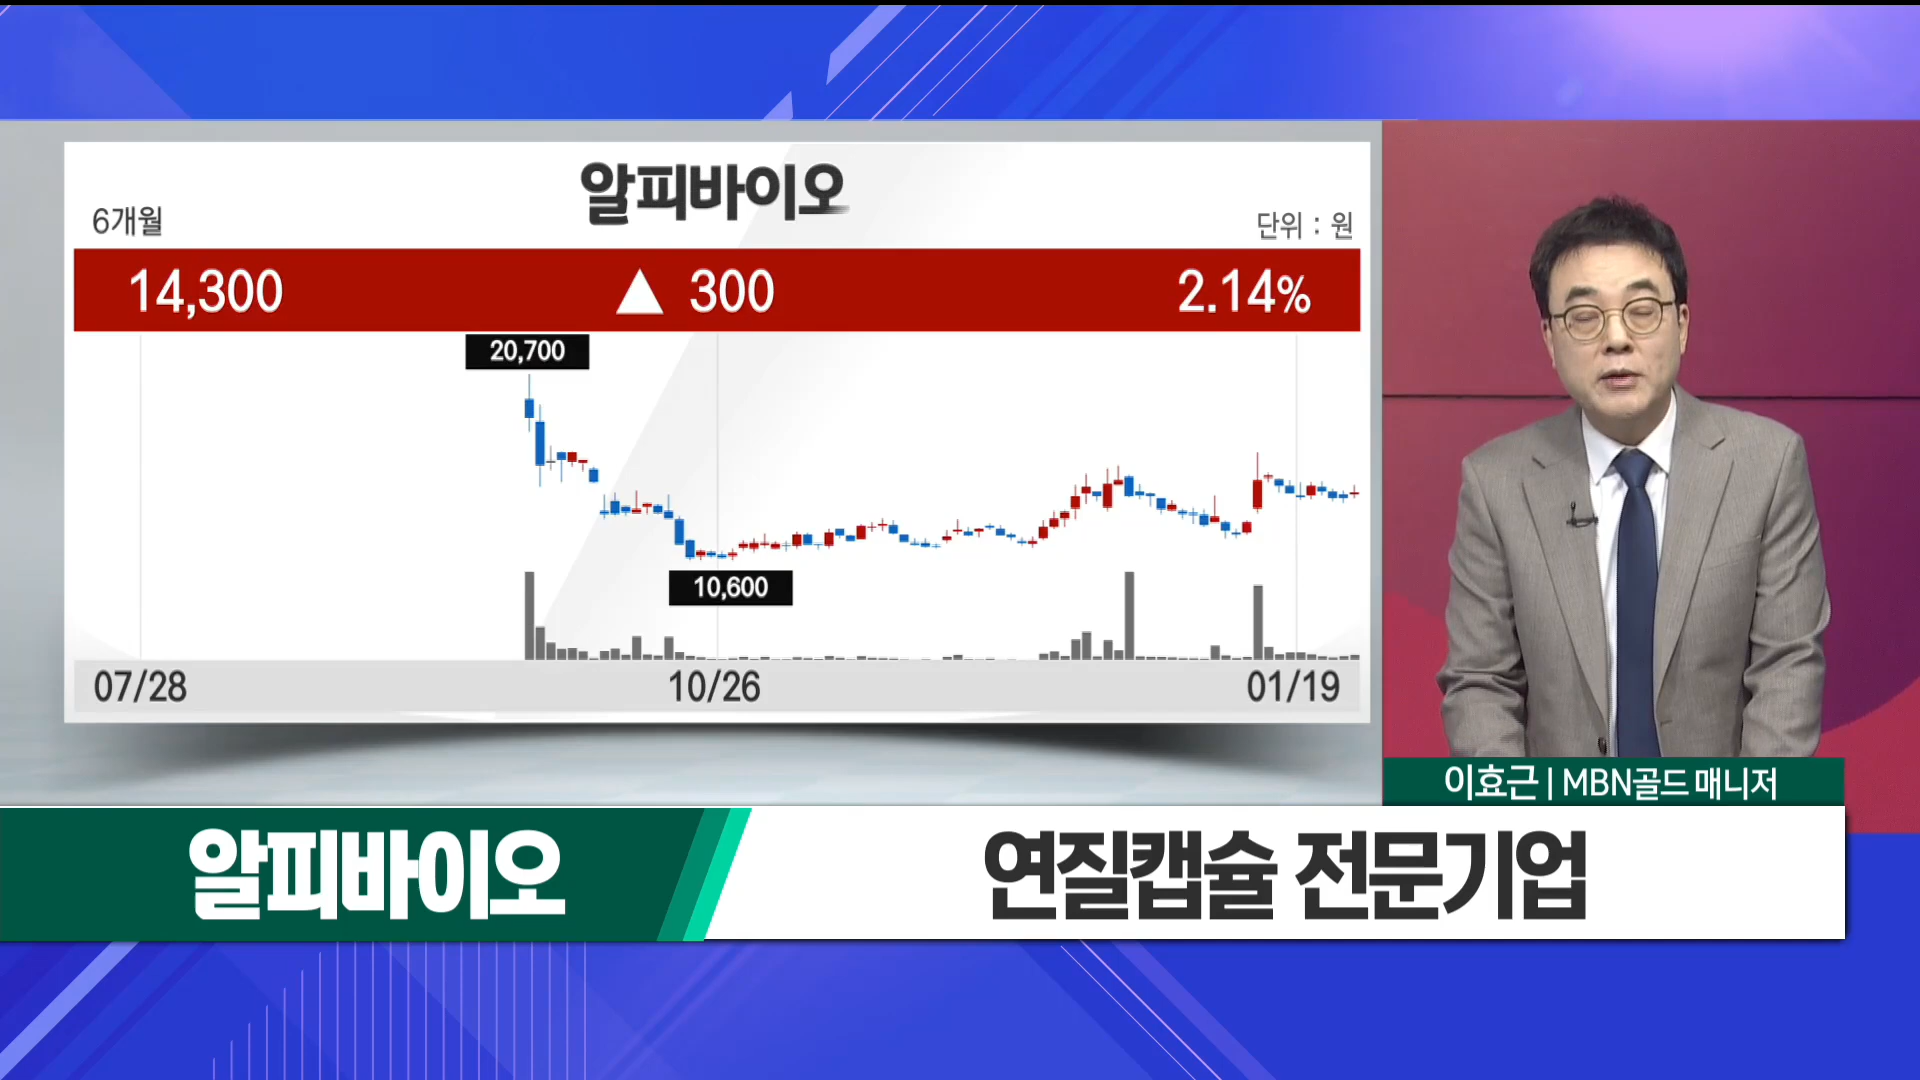 알피바이오
6개월
단위 : 원
14,300 ▲ 300 2.14%
20,700
10,600
07/28 10/26 01/19
이효근 | MBN골드 매니저
알피바이오
연질캡슐 전문기업